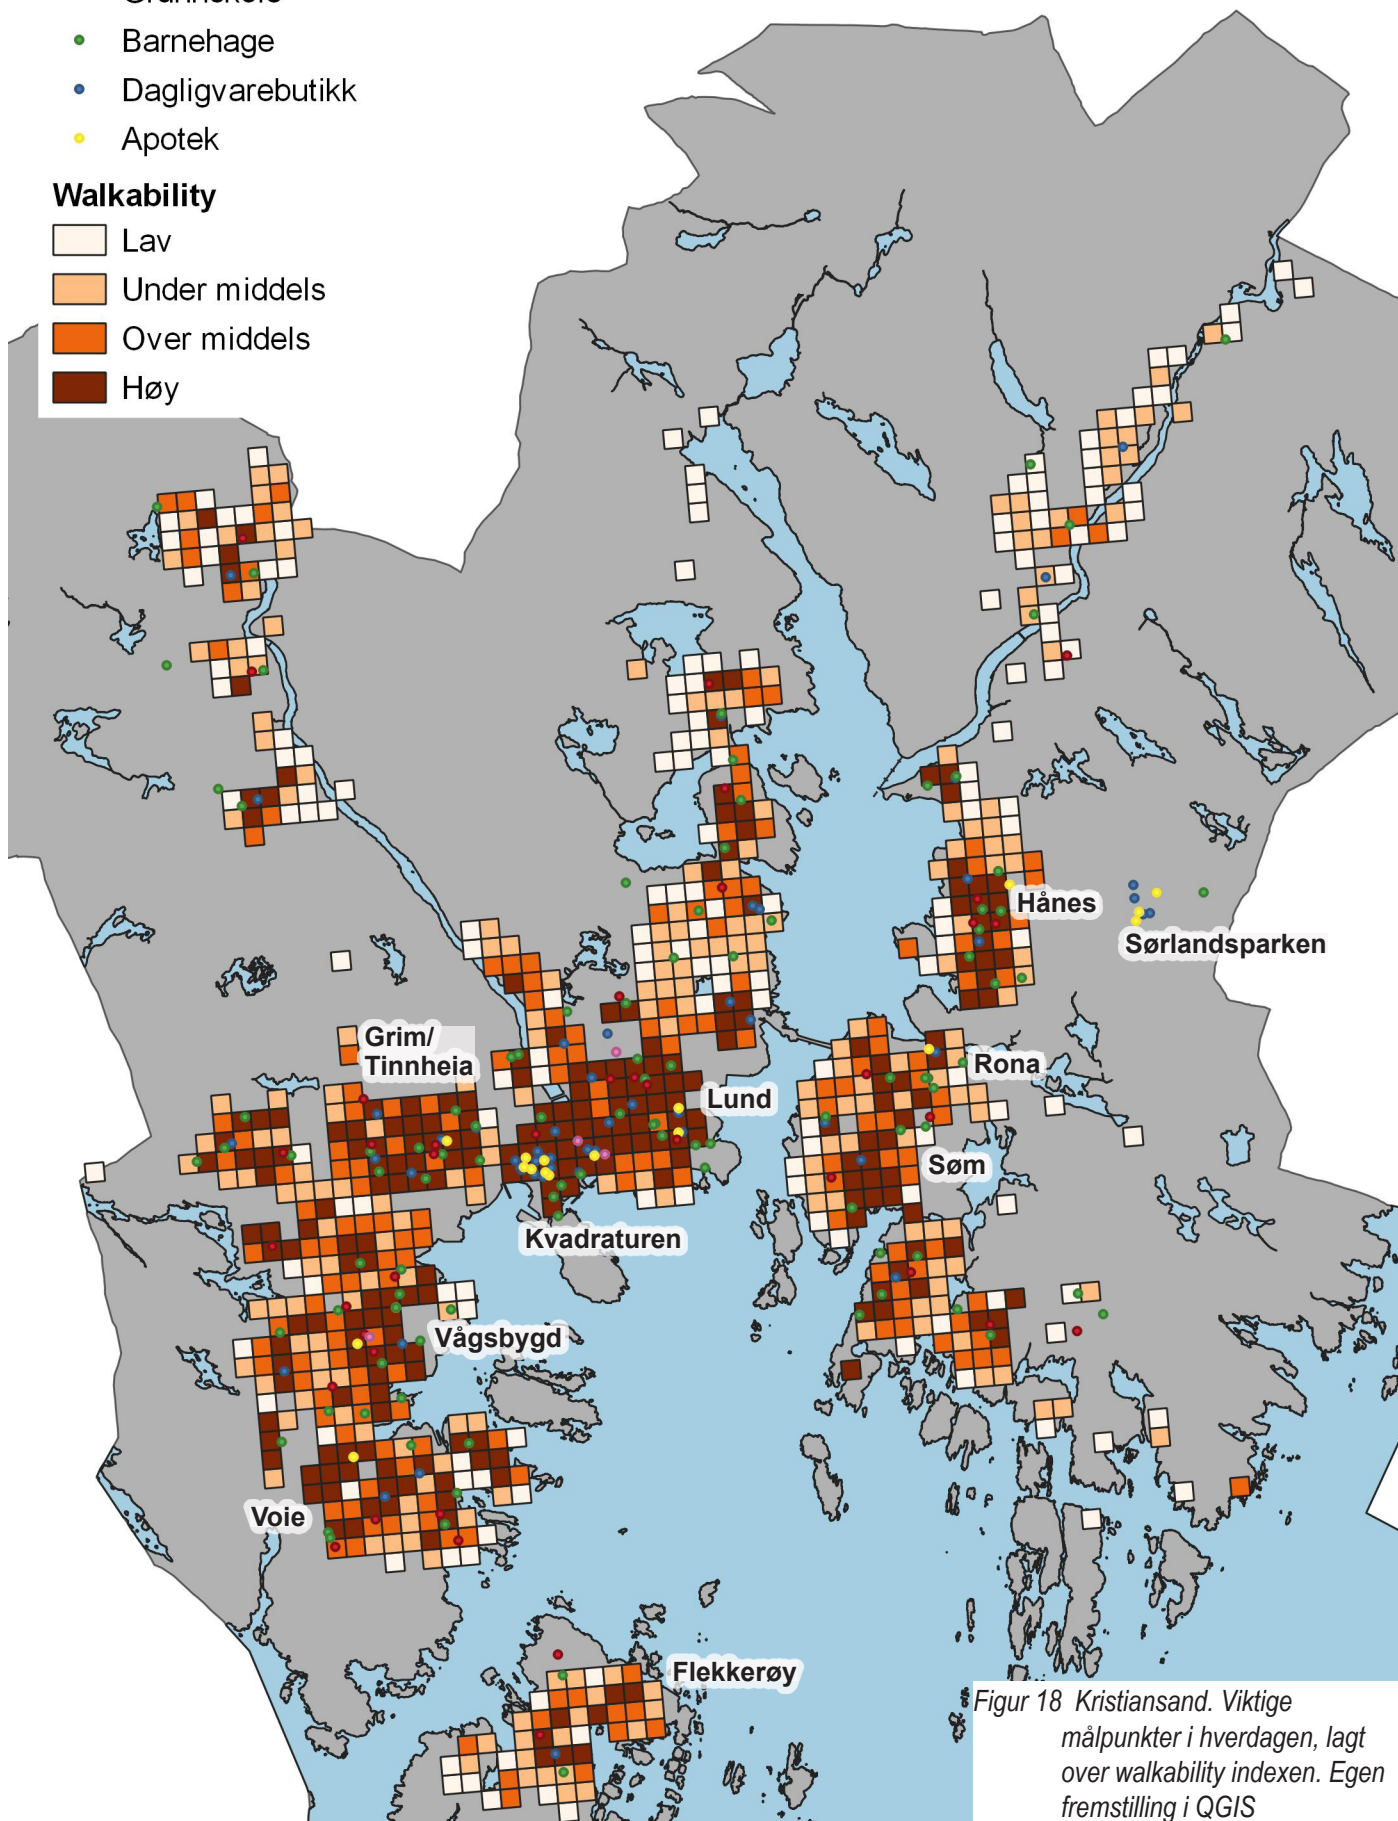 Barnehage
Dagligvarebutikk
Apotek
Walkability
Lav
Under middels
Over middels
Høy
Hånes
Sørlandsparken
Grim/
Tinnheia
Rona
Lund
Søm
Kvadraturen
Vågsbygd
Voie
Flekkerøy
Figur 18 Kristiansand. Viktige
målpunkter i hverdagen, lagt
over walkability indexen. Egen
fremstilling i QGIS